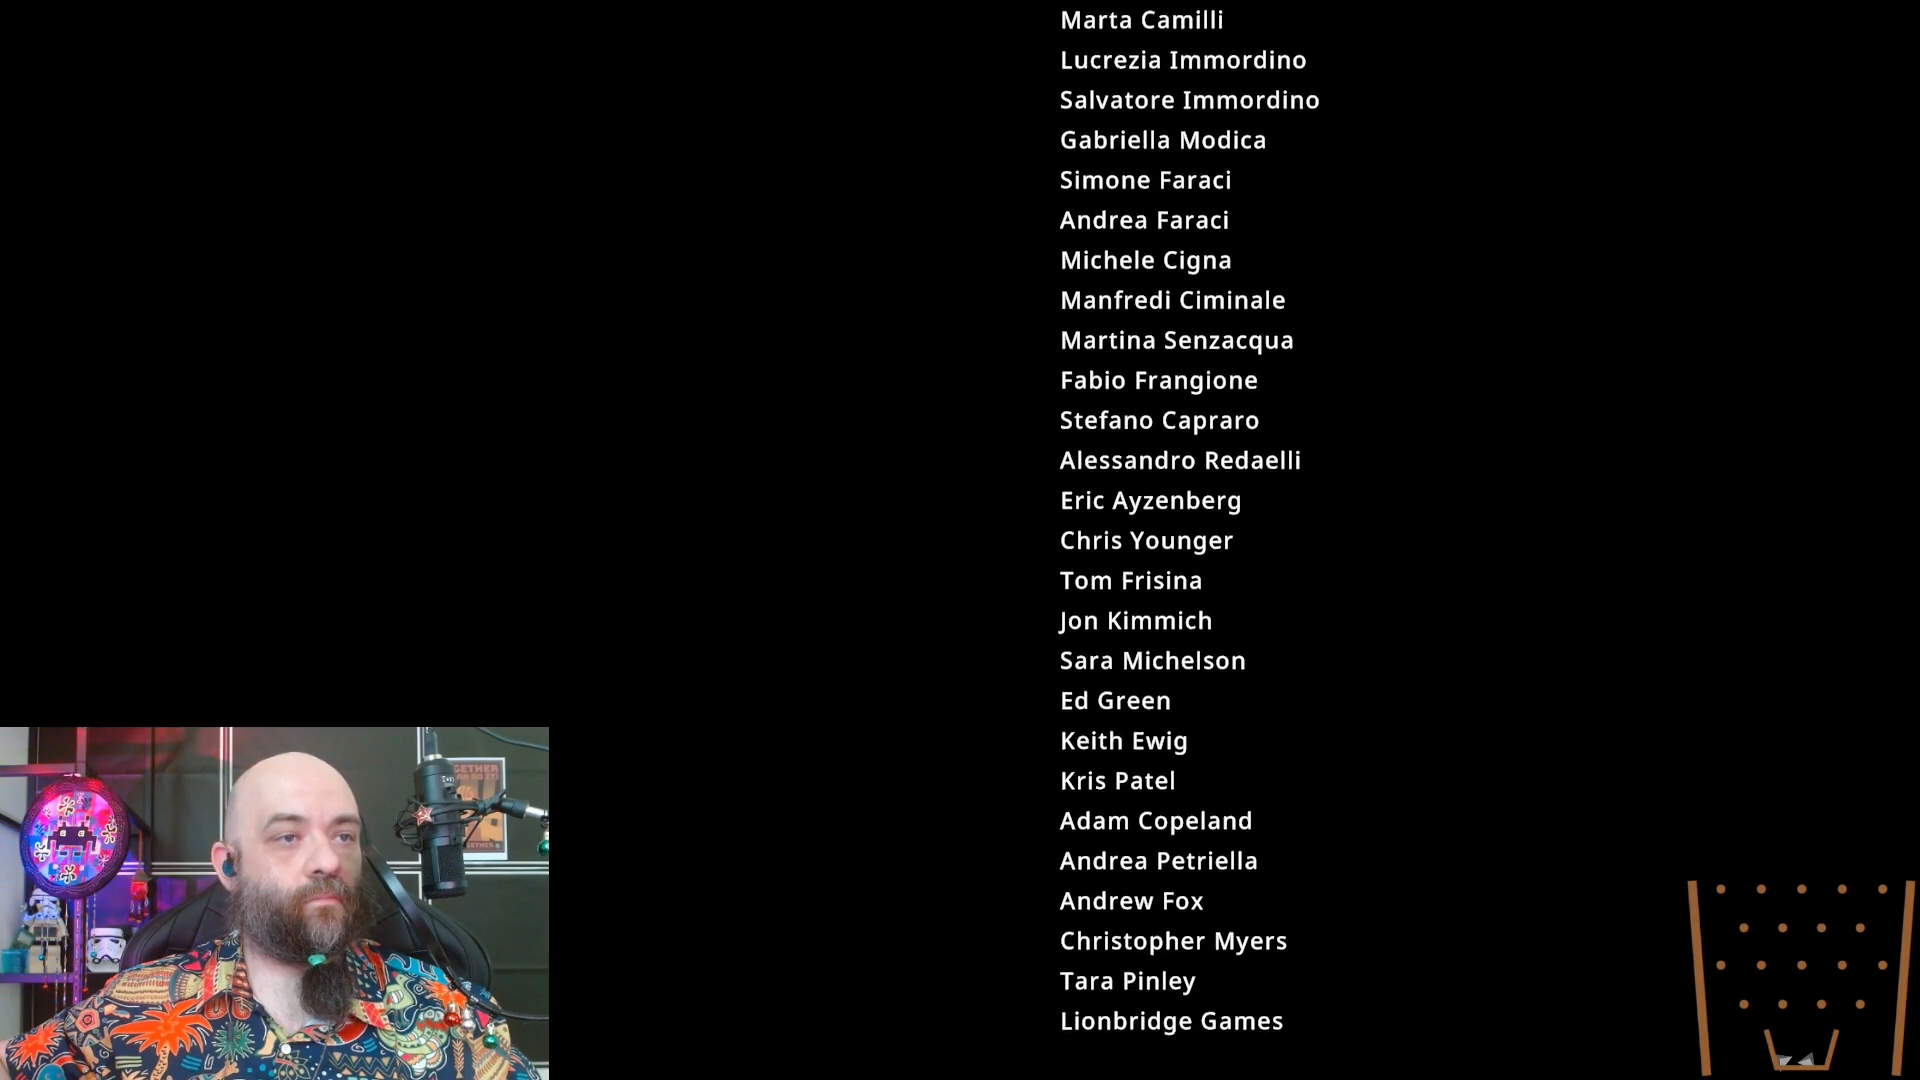 Marta Camilli
Lucrezia Immordino
Salvatore Immordino
Gabriella Modica
Simone Faraci
Andrea Faraci
Michele Cigna
Manfredi Ciminale
Martina Senzacqua
Fabio Frangione
Stefano Capraro
Alessandro Redaelli
Eric Ayzenberg
Chris Younger
Tom Frisina
Jon Kimmich
Sara Michelson
Ed Green
Keith Ewig
Kris Patel
Adam Copeland
Andrea Petriella
Andrew Fox
Christopher Myers
Tara Pinley
Lionbridge Games